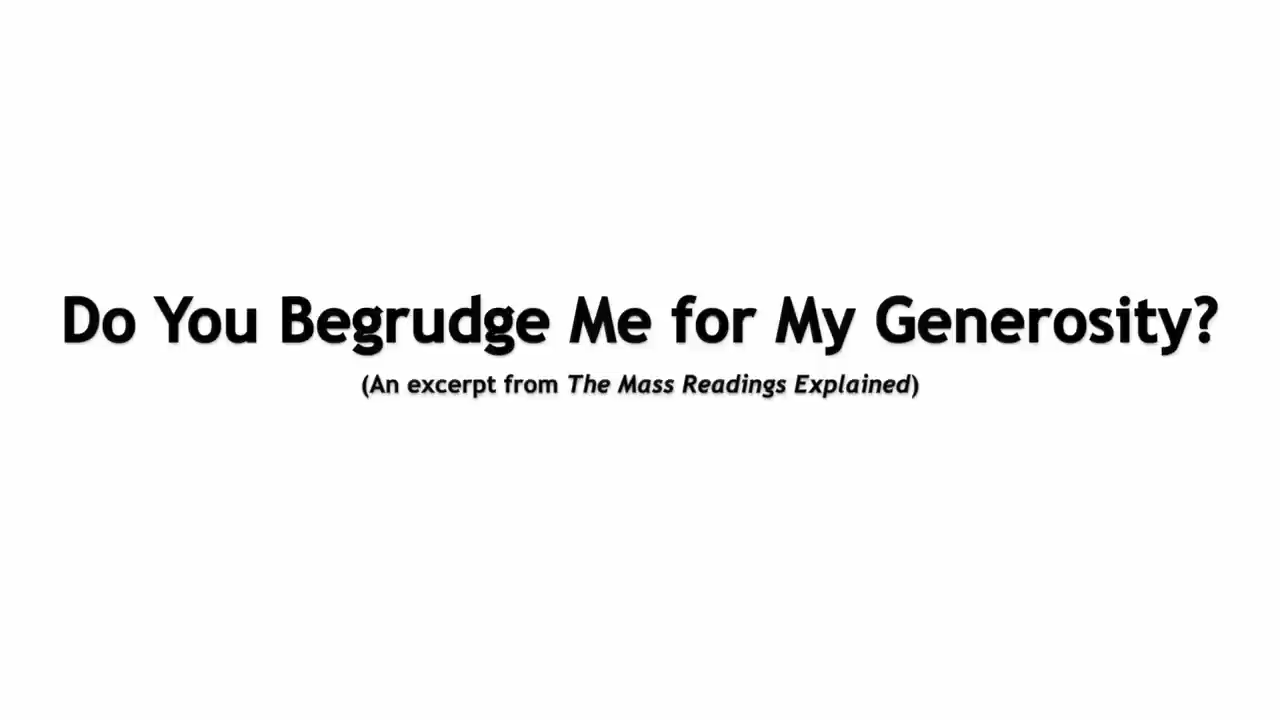 Do You Begrudge Me for My Generosity?
(An excerpt from The Mass Readings Explained)